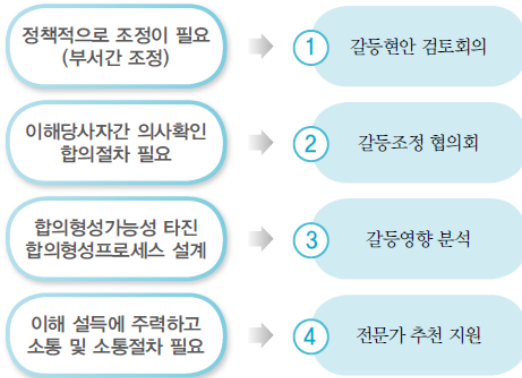 정책적으로 조정이 필요
(부서간 조정)
1 갈등현안 검토회의
이해당사자간 의사확인
합의절차 필요
2 갈등조정 협의회
합의형성가능성 타진
합의형성프로세스 설계
3 갈등영향 분석
이해 설득에 주력하고
소통 및 소통절차 필요
4 전문가 추천 지원